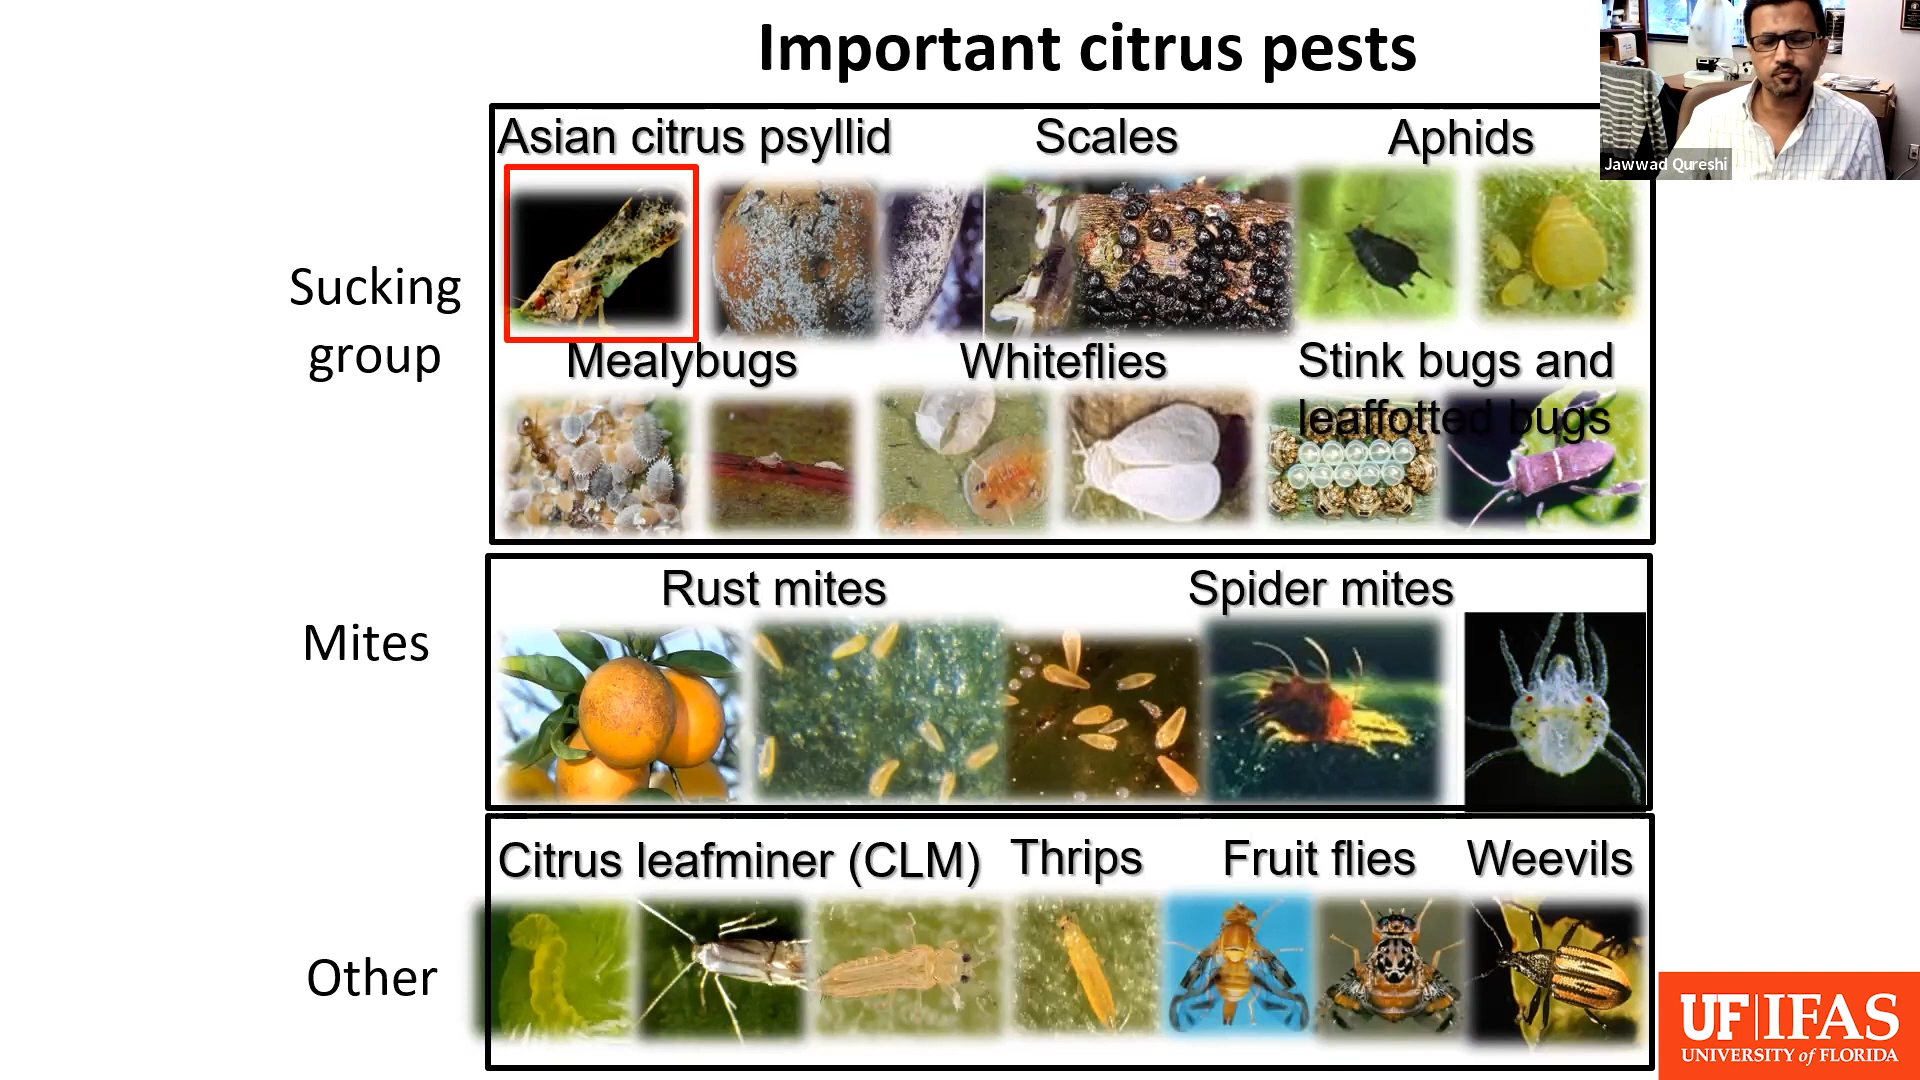 Important citrus pests
Jawwad Qureshi
Asian citrus psyllid
Scales
Aphids
Sucking
group
Mealybugs
Whiteflies
Stink bugs and
leaffotted bugs
Mites
Rust mites
Spider mites
Other
Citrus leafminer (CLM)
Thrips
Fruit flies
Weevils
UF|IFAS
UNIVERSITY of FLORIDA